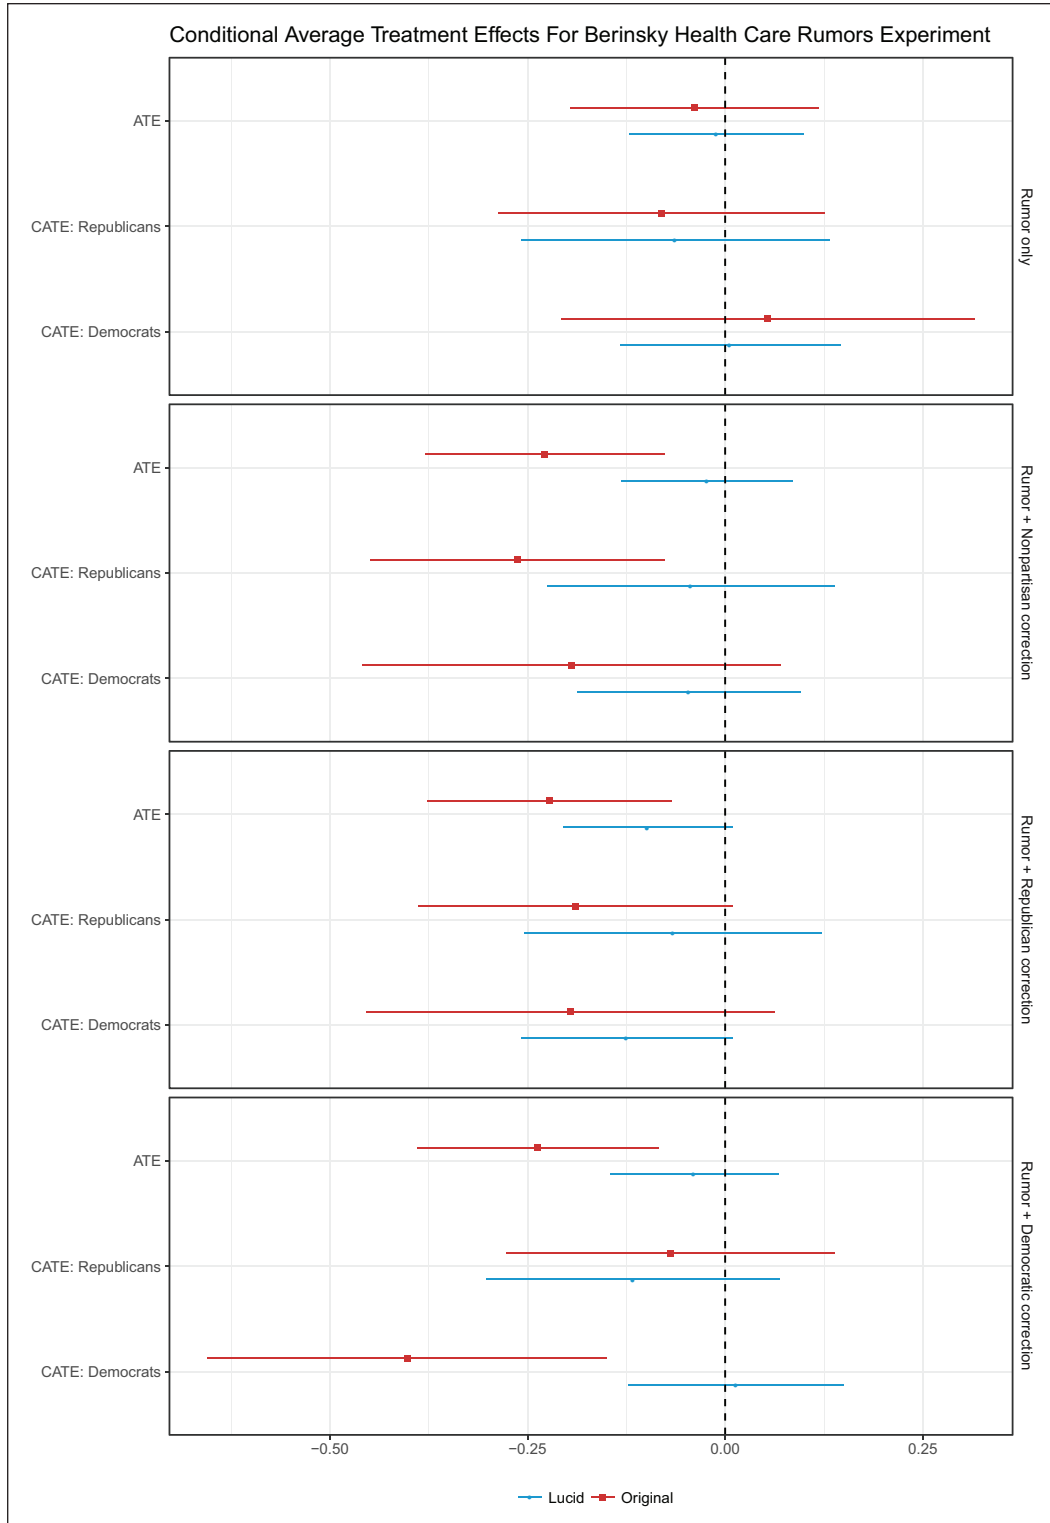 Conditional Average Treatment Effects For Berinsky Health Care Rumors Experiment
ATE
CATE: Republicans
CATE: Democrats
Rumor only
ATE
CATE: Republicans
CATE: Democrats
Rumor + Nonpartisan correction
ATE
CATE: Republicans
CATE: Democrats
Rumor + Republican correction
ATE
CATE: Republicans
CATE: Democrats
Rumor + Democratic correction
−0.50 −0.25 0.00 0.25
Lucid Original